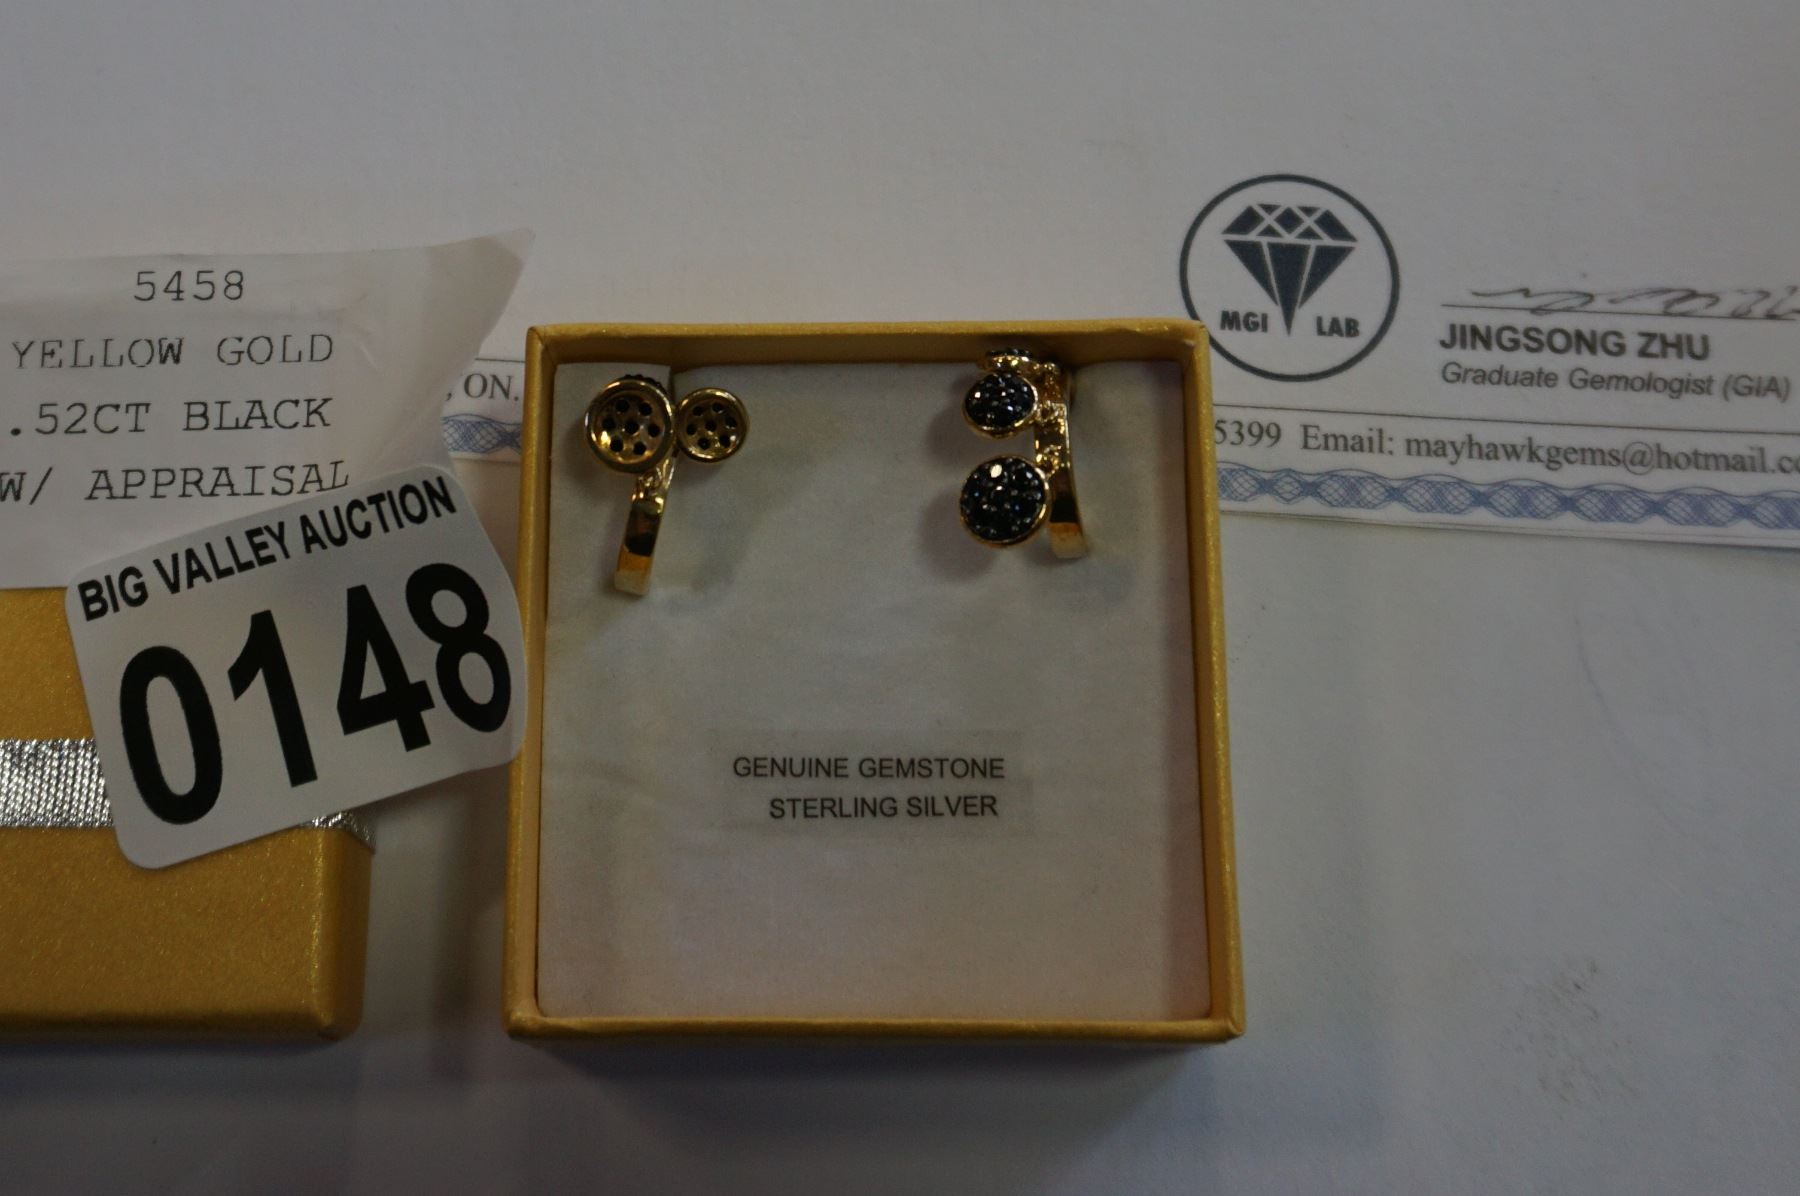 5458
YELLOW GOLD
.52CT BLACK
W/ APPRAISAL
BIG VALLEY AUCTION
0148
, ON.
GENUINE GEMSTONE
STERLING SILVER
MGI LAB
JINGSONG ZHU
Graduate Gemologist (GIA)
5399 Email: mayhawkgems@hotmail.co